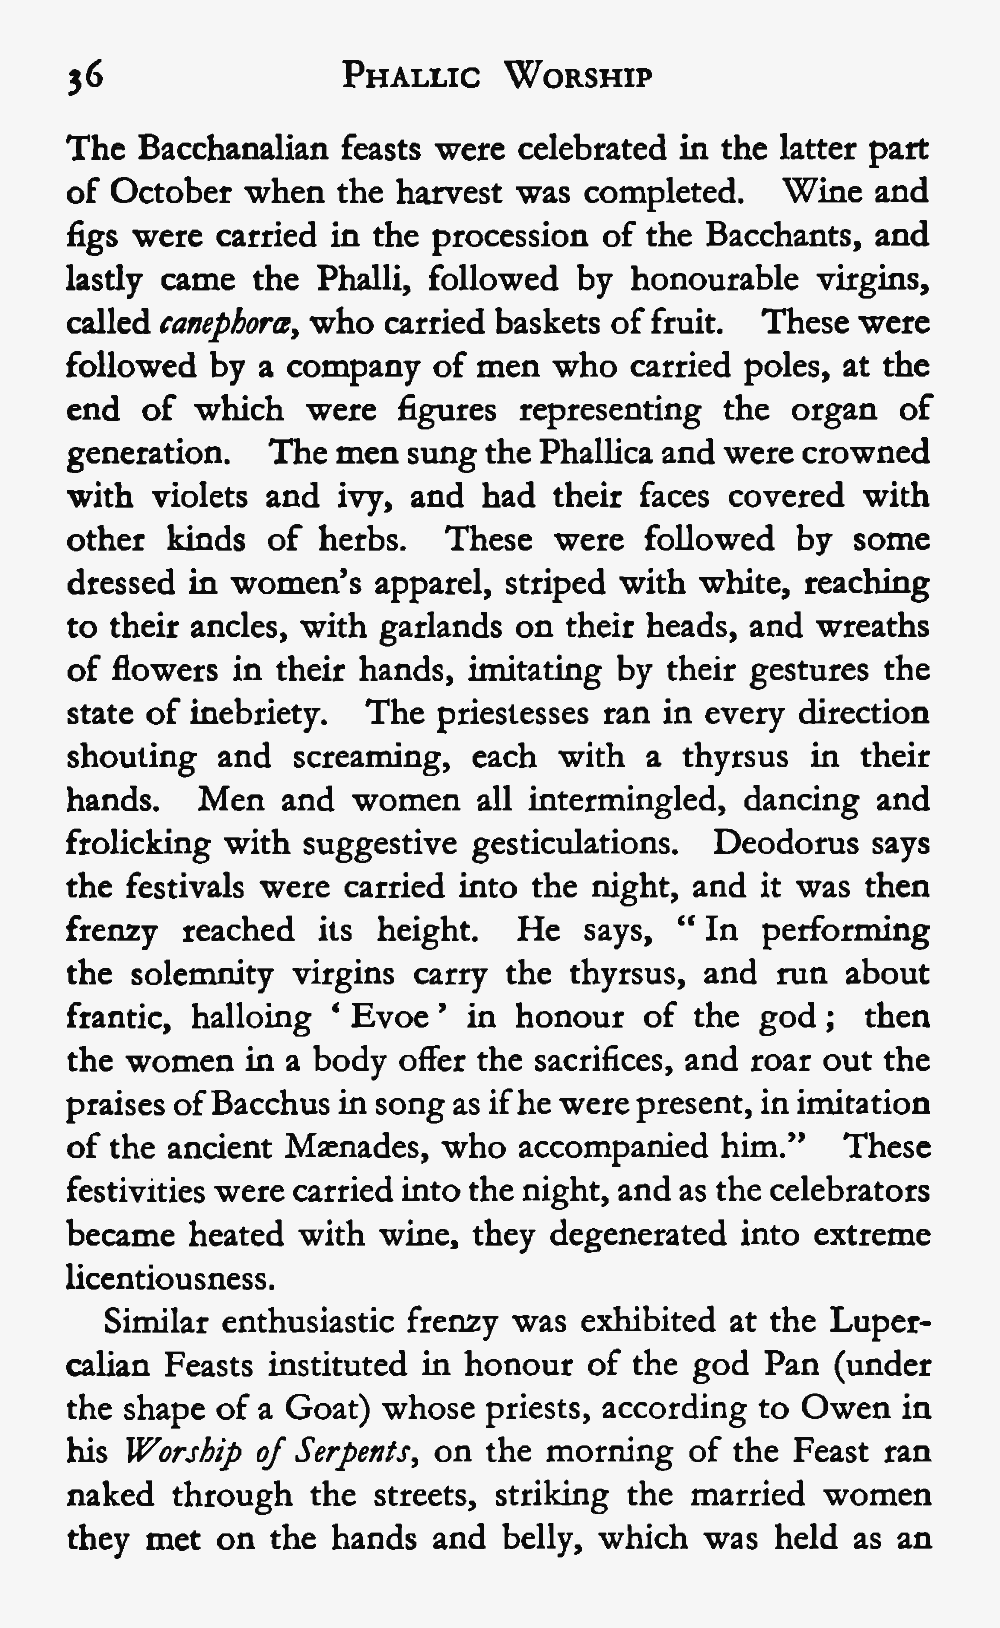 36 PHALLIC WORSHIP
The Bacchanalian feasts were celebrated in the latter part
of October when the harvest was completed. Wine and
figs were carried in the procession of the Bacchants, and
lastly came the Phalli, followed by honourable virgins,
called canephoræ, who carried baskets of fruit. These were
followed by a company of men who carried poles, at the
end of which were figures representing the organ of
generation. The men sung the Phallica and were crowned
with violets and ivy, and had their faces covered with
other kinds of herbs. These were followed by some
dressed in women's apparel, striped with white, reaching
to their ancles, with garlands on their heads, and wreaths
of flowers in their hands, imitating by their gestures the
state of inebriety. The priestesses ran in every direction
shouting and screaming, each with a thyrsus in their
hands. Men and women all intermingled, dancing and
frolicking with suggestive gesticulations. Deodorus says
the festivals were carried into the night, and it was then
frenzy reached its height. He says, “ In performing
the solemnity virgins carry the thyrsus, and run about
frantic, halloing ‘ Evoe ’ in honour of the god ; then
the women in a body offer the sacrifices, and roar out the
praises of Bacchus in song as if he were present, in imitation
of the ancient Mænades, who accompanied him.” These
festivities were carried into the night, and as the celebrators
became heated with wine, they degenerated into extreme
licentiousness.
Similar enthusiastic frenzy was exhibited at the Luper-
calian Feasts instituted in honour of the god Pan (under
the shape of a Goat) whose priests, according to Owen in
his Worship of Serpents, on the morning of the Feast ran
naked through the streets, striking the married women
they met on the hands and belly, which was held as an